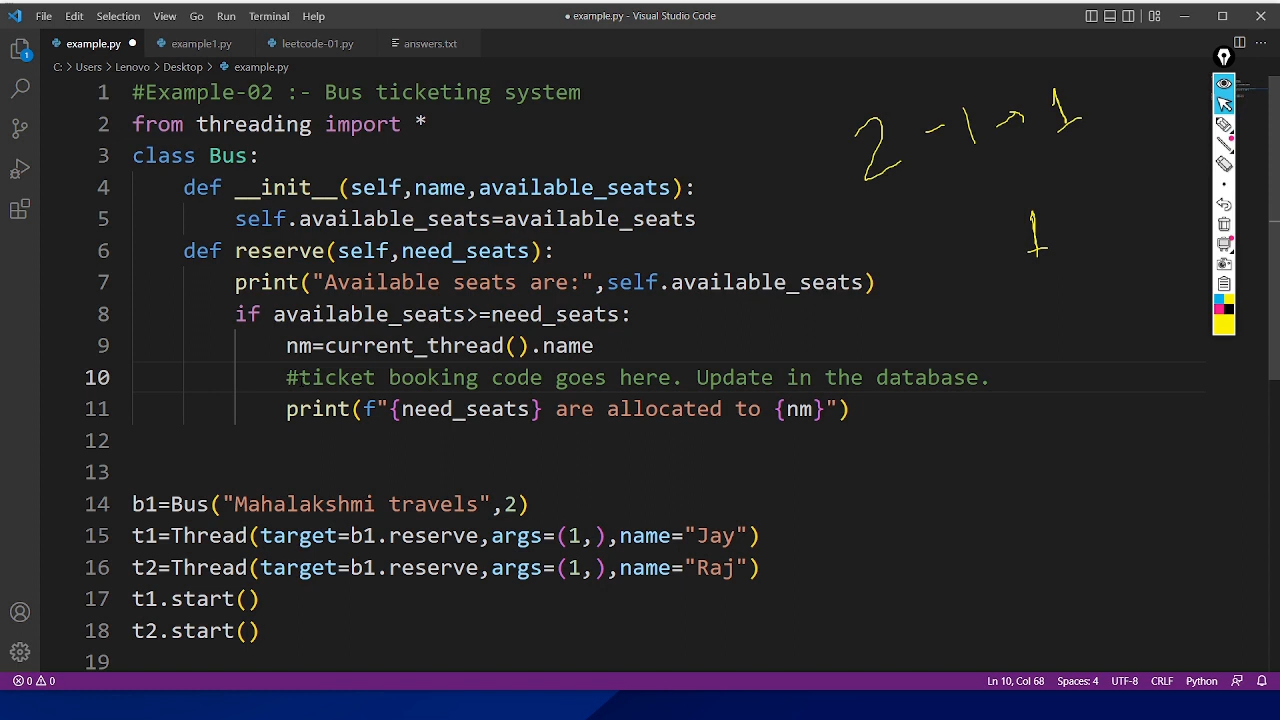 File Edit Selection View Go Run Terminal Help
● example.py - Visual Studio Code
example.py ● example1.py leetcode-01.py answers.txt
C: > Users > Lenovo > Desktop > example.py
1 #Example-02 :- Bus ticketing system
2 from threading import *
3 class Bus:
4 def __init__(self,name,available_seats):
5 self.available_seats=available_seats
6 def reserve(self,need_seats):
7 print("Available seats are:",self.available_seats)
8 if available_seats>=need_seats:
9 nm=current_thread().name
10 #ticket booking code goes here. Update in the database.
11 print(f"{need_seats} are allocated to {nm}")
12
13
14 b1=Bus("Mahalakshmi travels",2)
15 t1=Thread(target=b1.reserve,args=(1,),name="Jay")
16 t2=Thread(target=b1.reserve,args=(1,),name="Raj")
17 t1.start()
18 t2.start()
19
2 - 1 → 1
1
1
0 0 Ln 10, Col 68 Spaces: 4 UTF-8 CRLF Python